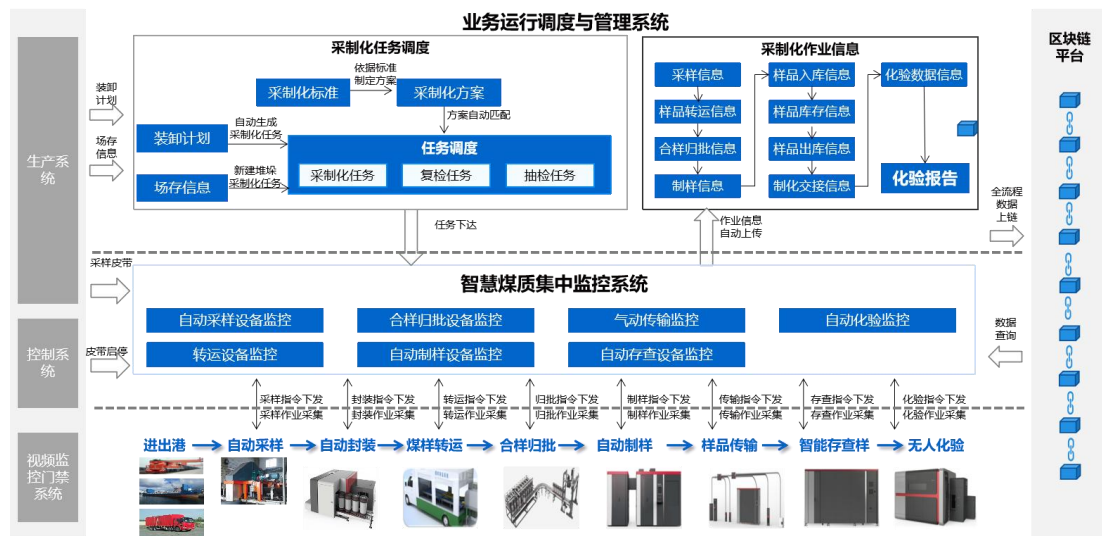 业务运行调度与管理系统
区块链
平台
生产系
统
控制系
统
视频监
控门禁
系统
装卸
计划
场存
信息
采样皮带
皮带启停
采制化任务调度
依据标准
制定方案
采制化标准
采制化方案
方案自动匹配
装卸计划
自动生成
采制化任务
场存信息
新建堆垛
采制化任务
任务调度
采制化任务
复检任务
抽检任务
任务下达
采制化作业信息
采样信息
样品转运信息
合样归批信息
制样信息
样品入库信息
样品库存信息
样品出库信息
制化交接信息
化验数据信息
化验报告
作业信息
自动上传
全流程
数据
上链
数据
查询
智慧煤质集中监控系统
自动采样设备监控
合样归批设备监控
气动传输监控
自动化验监控
转运设备监控
自动制样设备监控
自动存查设备监控
采样指令下发
采样作业采集
封装指令下发
封装作业采集
转运指令下发
转运作业采集
归批指令下发
归批作业采集
制样指令下发
制样作业采集
传输指令下发
传输作业采集
存查指令下发
存查作业采集
化验指令下发
化验作业采集
进出港
自动采样
自动封装
煤样转运
合样归批
自动制样
样品传输
智能存查样
无人化验